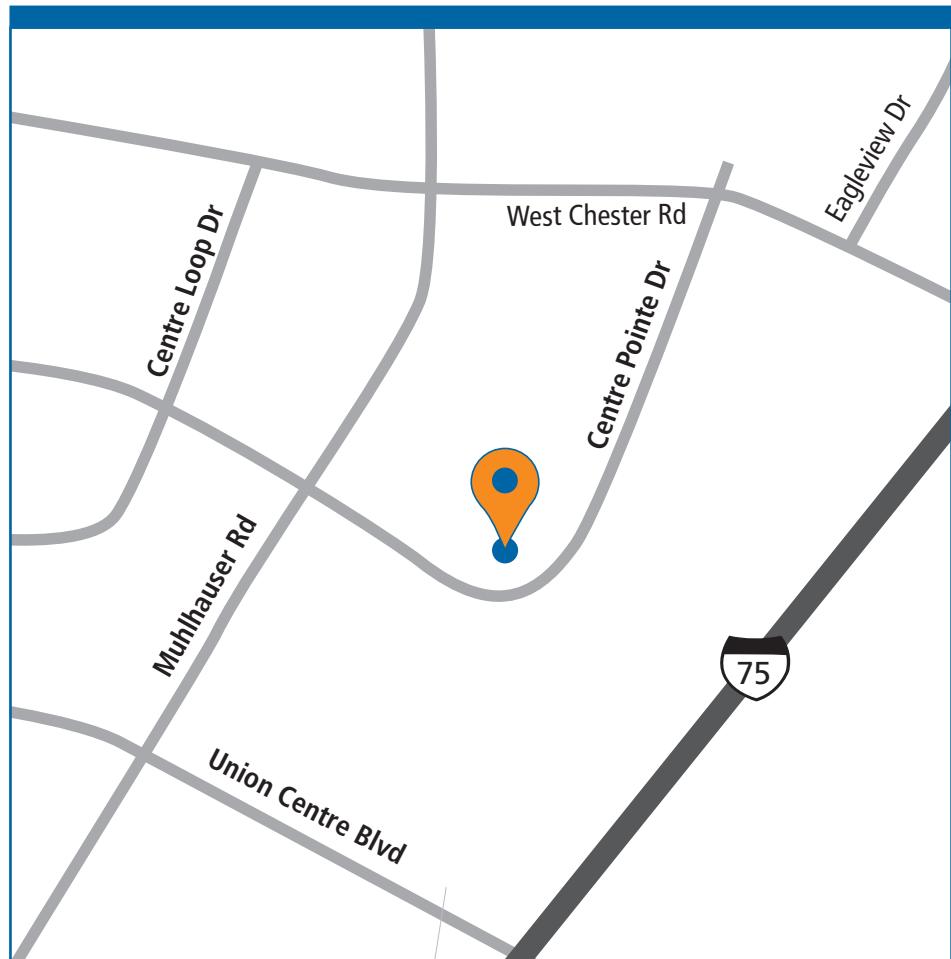 Eagleview Dr
West Chester Rd
Centre Loop Dr
Centre Pointe Dr
Muhlhauser Rd
75
Union Centre Blvd